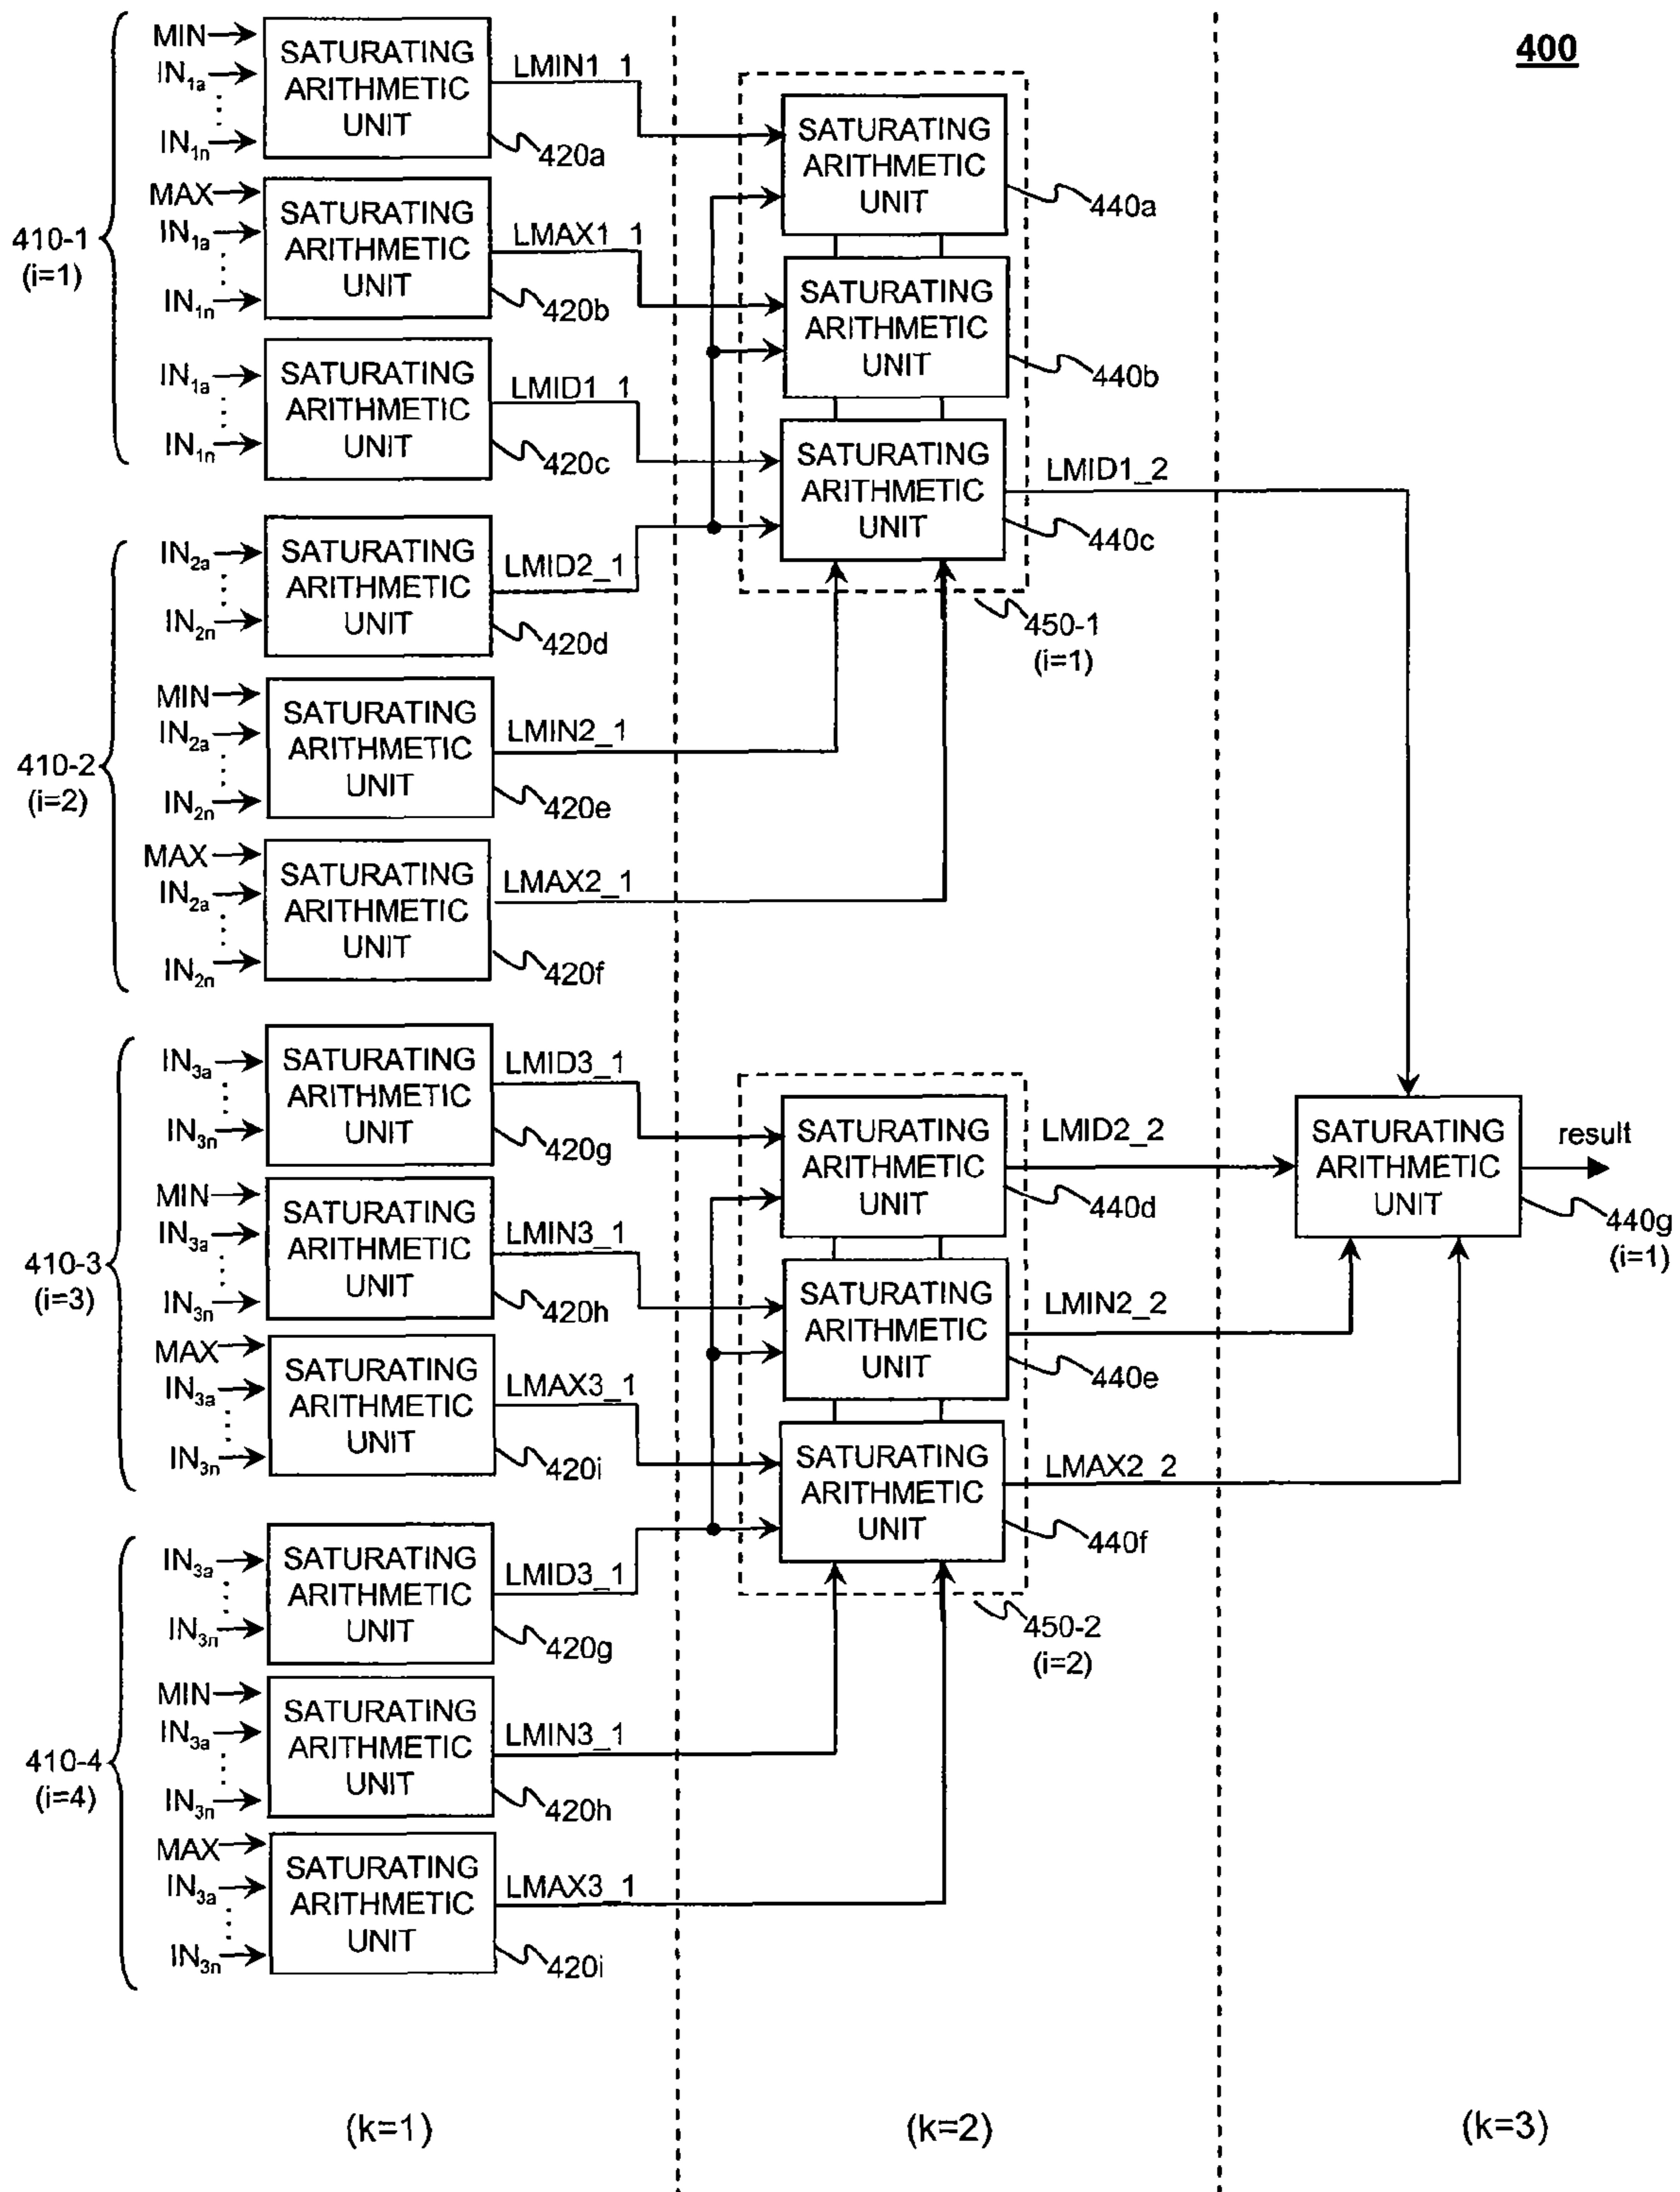 400
410-1
(i=1)
MIN
IN1a
IN1n
SATURATING
ARITHMETIC
UNIT
LMIN1_1
420a
MAX
IN1a
IN1n
SATURATING
ARITHMETIC
UNIT
LMAX1_1
420b
IN1a
IN1n
SATURATING
ARITHMETIC
UNIT
LMID1_1
420c
410-2
(i=2)
IN2a
IN2n
SATURATING
ARITHMETIC
UNIT
LMID2_1
420d
MIN
IN2a
IN2n
SATURATING
ARITHMETIC
UNIT
LMIN2_1
420e
MAX
IN2a
IN2n
SATURATING
ARITHMETIC
UNIT
LMAX2_1
420f
410-3
(i=3)
IN3a
IN3n
SATURATING
ARITHMETIC
UNIT
LMID3_1
420g
MIN
IN3a
IN3n
SATURATING
ARITHMETIC
UNIT
LMIN3_1
420h
MAX
IN3a
IN3n
SATURATING
ARITHMETIC
UNIT
LMAX3_1
420i
410-4
(i=4)
IN3a
IN3n
SATURATING
ARITHMETIC
UNIT
LMID3_1
420g
MIN
IN3a
IN3n
SATURATING
ARITHMETIC
UNIT
LMIN3_1
420h
MAX
IN3a
IN3n
SATURATING
ARITHMETIC
UNIT
LMAX3_1
420i
SATURATING
ARITHMETIC
UNIT
440a
SATURATING
ARITHMETIC
UNIT
440b
SATURATING
ARITHMETIC
UNIT
LMID1_2
440c
450-1
(i=1)
SATURATING
ARITHMETIC
UNIT
LMID2_2
440d
SATURATING
ARITHMETIC
UNIT
LMIN2_2
440e
SATURATING
ARITHMETIC
UNIT
LMAX2_2
440f
450-2
(i=2)
SATURATING
ARITHMETIC
UNIT
result
440g
(i=1)
(k=1)
(k=2)
(k=3)